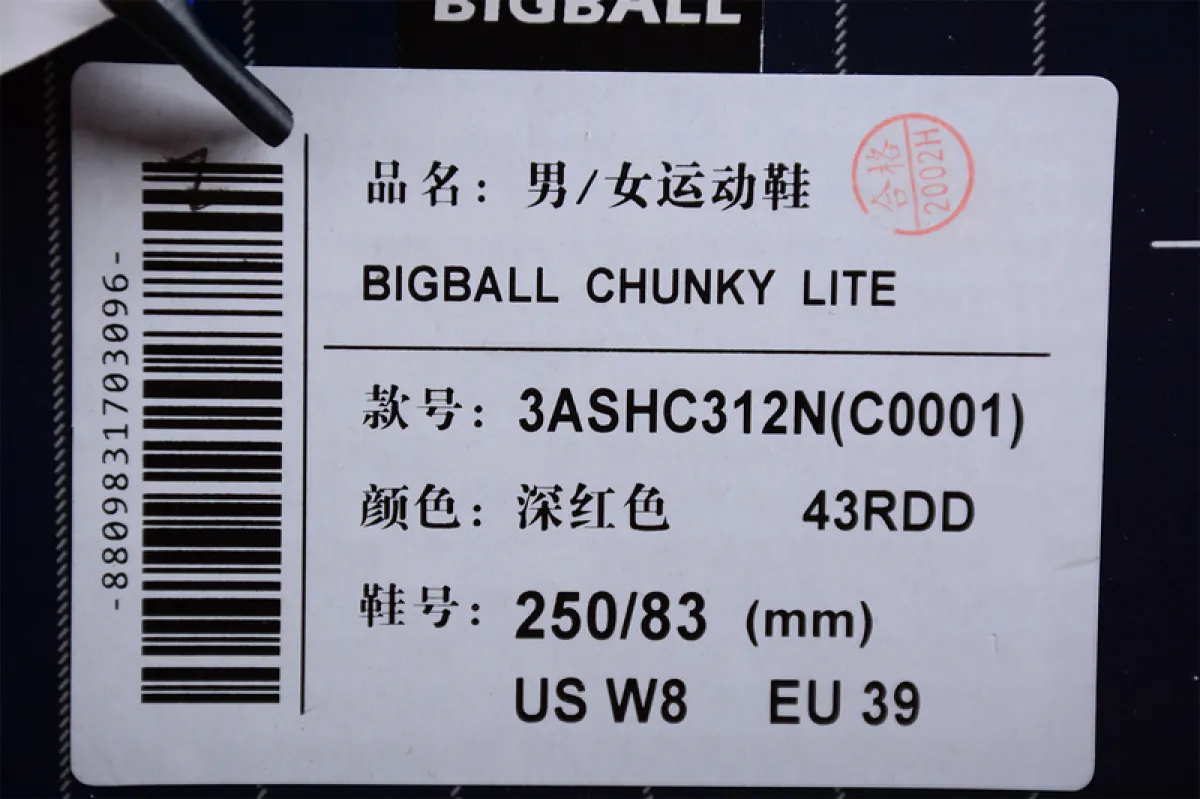 BIGBALL
品名：男/女运动鞋
合格 2002H
BIGBALL CHUNKY LITE
款号：3ASHC312N(C0001)
颜色：深红色 43RDD
鞋号：250/83 (mm)
US W8 EU 39
-8809831703096-